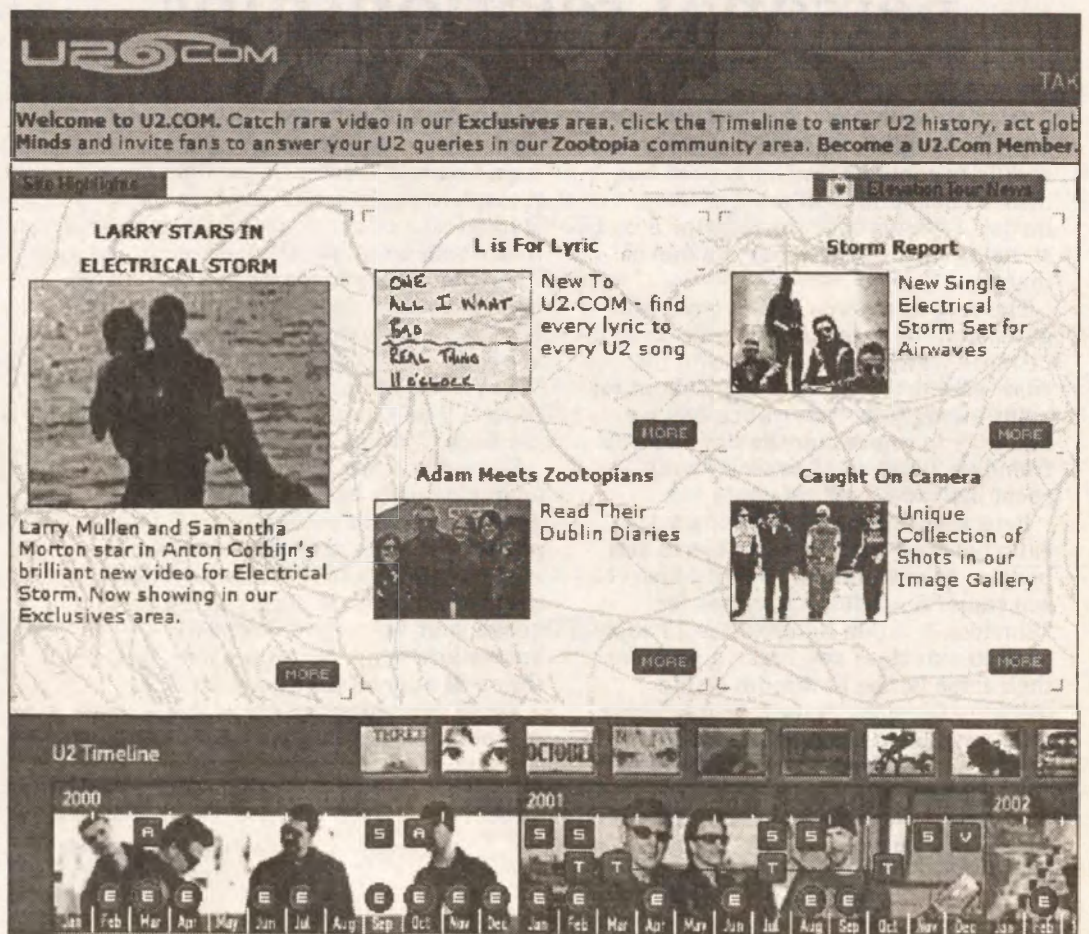 U2.COM
TAK
Welcome to U2.COM. Catch rare video in our Exclusives area, click the Timeline to enter U2 history, act glob
Minds and invite fans to answer your U2 queries in our Zootopia community area. Become a U2.Com Member.
Site Highlights
Elevation Tour News
LARRY STARS IN
ELECTRICAL STORM
Larry Mullen and Samantha
Morton star in Anton Corbijn's
brilliant new video for Electrical
Storm. Now showing in our
Exclusives area.
MORE
L is For Lyric
ONE
ALL I WANT
BAD
REAL THING
11 O'CLOCK
New To
U2.COM - find
every lyric to
every U2 song
MORE
Storm Report
New Single
Electrical
Storm Set for
Airwaves
MORE
Adam Meets Zootopians
Read Their
Dublin Diaries
MORE
Caught On Camera
Unique
Collection of
Shots in our
Image Gallery
MORE
U2 Timeline
THREE
OCTOBER
2000 2001 2002
A S A S S S S S V
T T T T
E E E E E E E E E E E E E E E E
Jan Feb Mar Apr May Jun Jul Aug Sep Oct Nov Dec Jan Feb Mar Apr May Jun Jul Aug Sep Oct Nov Dec Jan Feb